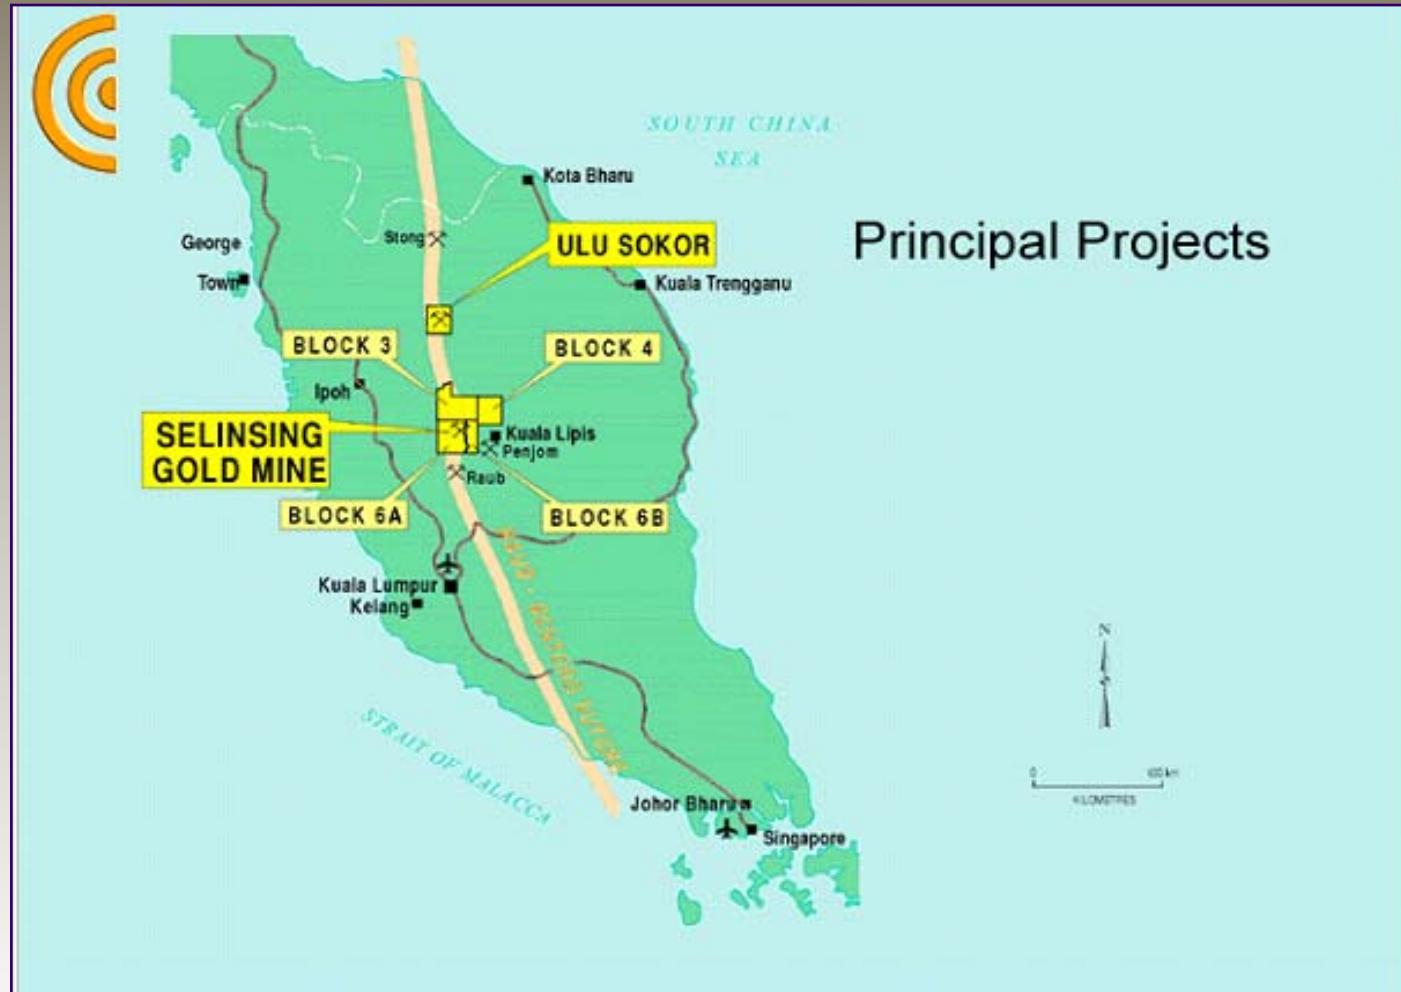 SOUTH CHINA
SEA
Kota Bharu
Principal Projects
George
Town
Stong
ULU SOKOR
Kuala Trengganu
BLOCK 3
BLOCK 4
Ipoh
SELINSING
GOLD MINE
Kuala Lipis
Penjom
Raub
BLOCK 6A
BLOCK 6B
Kuala Lumpur
Kelang
STRAIT OF MALACCA
N
0
KILOMETRES
Johor Bharu
Singapore